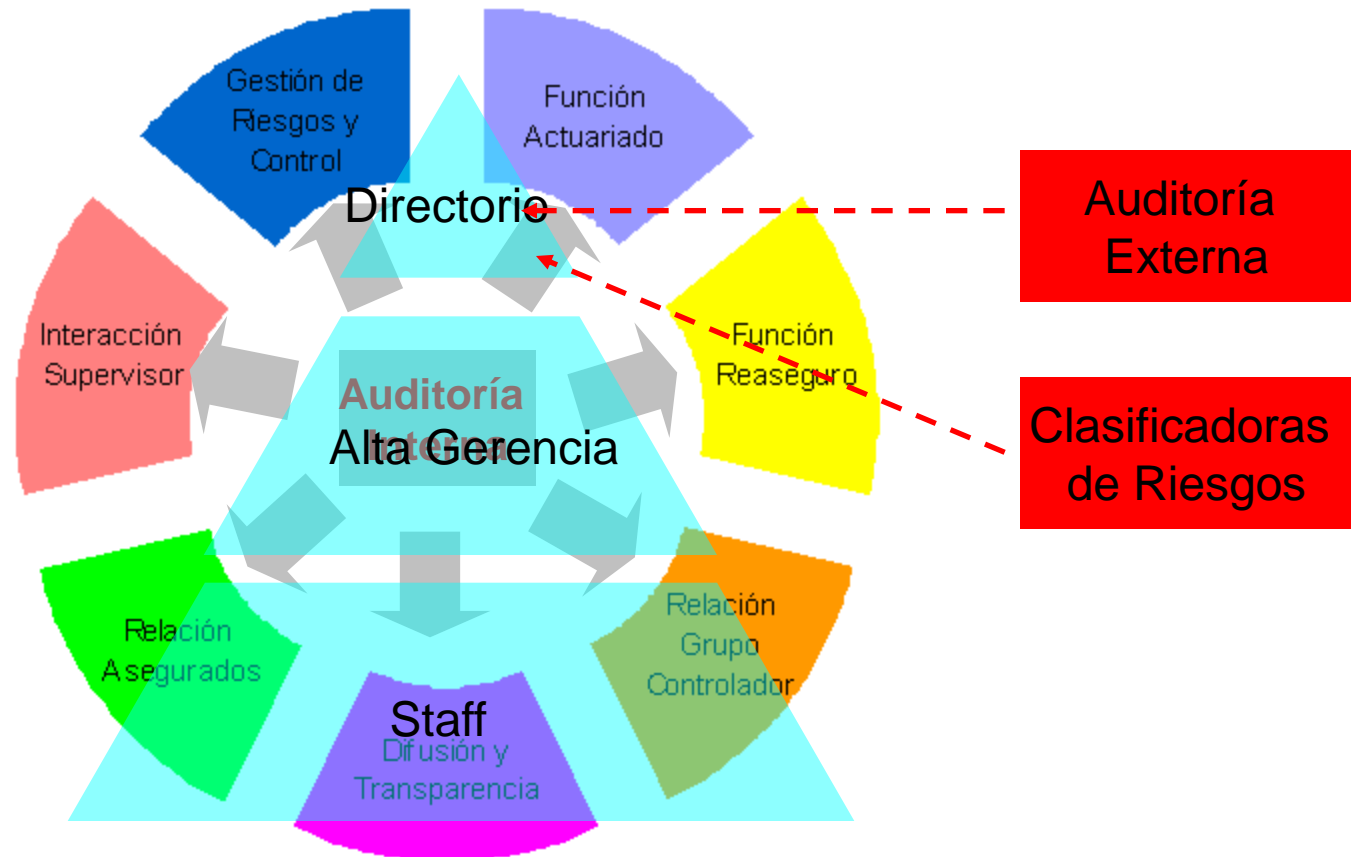 Gestión de
Riesgos y
Control
Función
Actuariado
Directorio
Auditoría
Externa
Interacción
Supervisor
Función
Reaseguro
Auditoría
Interna
Alta Gerencia
Clasificadoras
de Riesgos
Relación
Asegurados
Relación
Grupo
Controlador
Staff
Difusión y
Transparencia